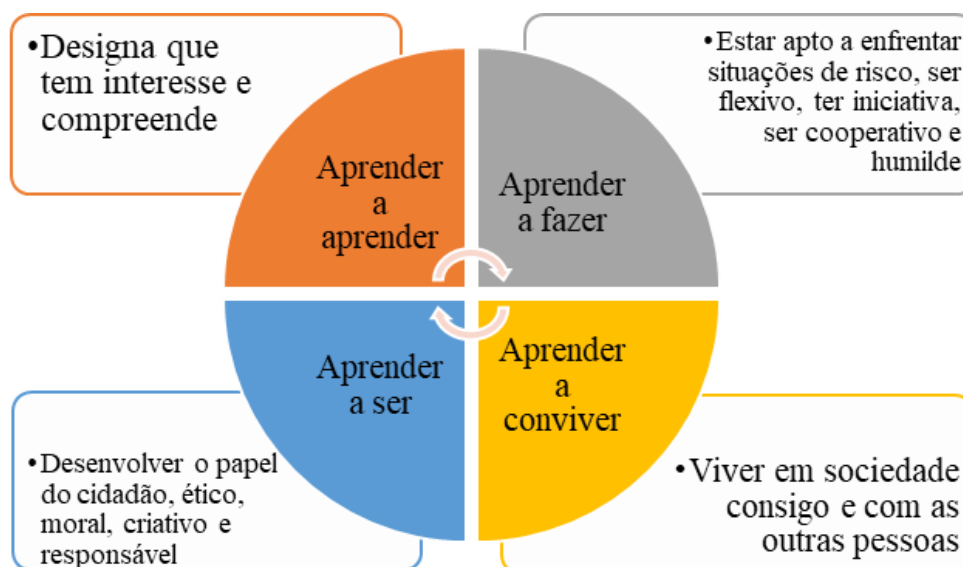 •Designa que
tem interesse e
compreende
•Estar apto a enfrentar
situações de risco, ser
flexivo, ter iniciativa,
ser cooperativo e
humilde
Aprender
a
aprender
Aprender
a fazer
Aprender
a ser
Aprender
a
conviver
•Desenvolver o papel
do cidadão, ético,
moral, criativo e
responsável
•Viver em sociedade
consigo e com as
outras pessoas